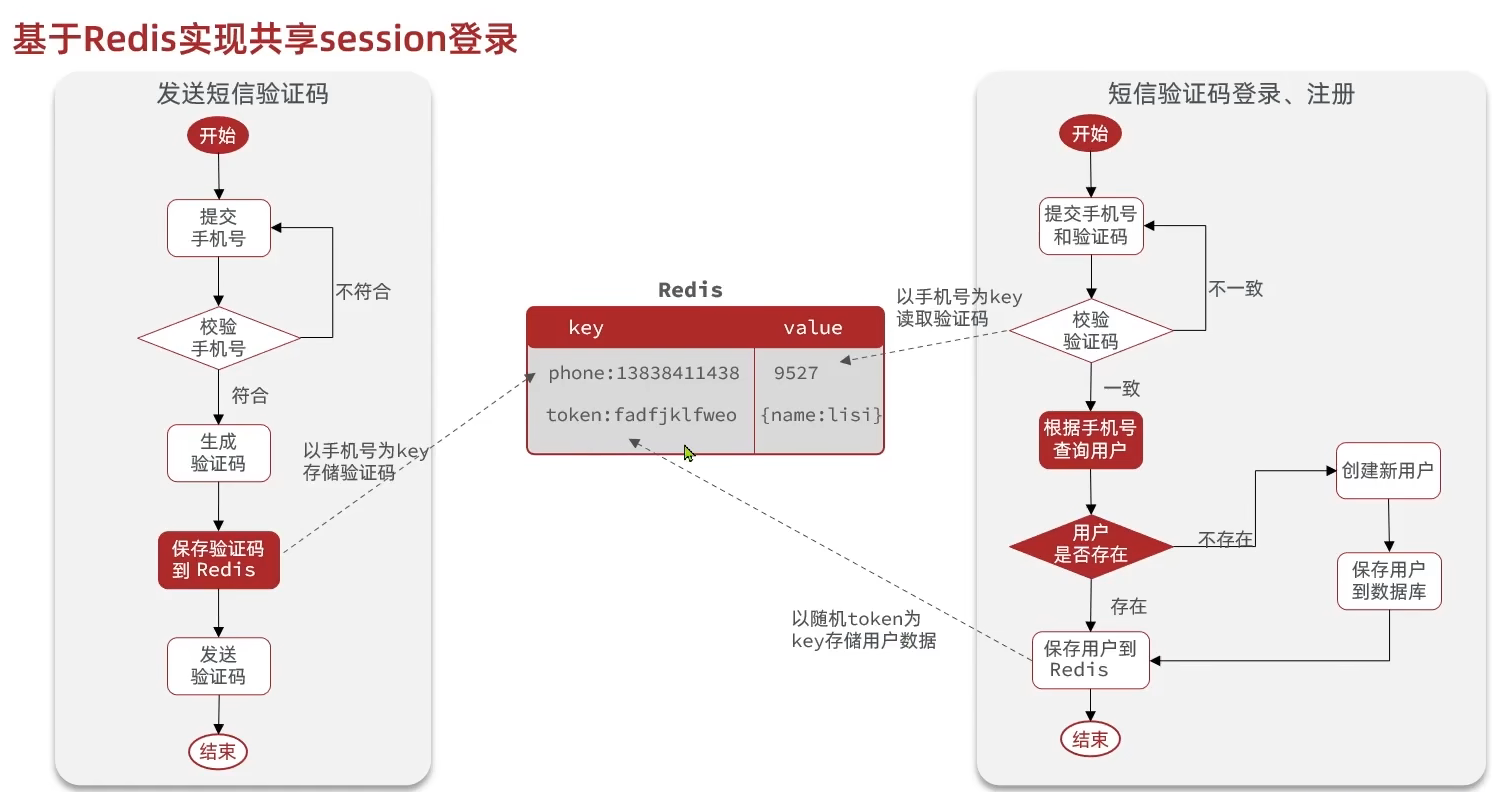 基于Redis实现共享session登录
发送短信验证码
开始
提交
手机号
不符合
校验
手机号
符合
生成
验证码
以手机号为key
存储验证码
保存验证码
到 Redis
发送
验证码
结束
Redis
key value
phone:13838411438 9527
token:fadfjklfweo {name:lisi}
以手机号为key
读取验证码
以随机token为
key存储用户数据
短信验证码登录、注册
开始
提交手机号
和验证码
不一致
校验
验证码
一致
根据手机号
查询用户
用户
是否存在
不存在
创建新用户
保存用户
到数据库
存在
保存用户到
Redis
结束